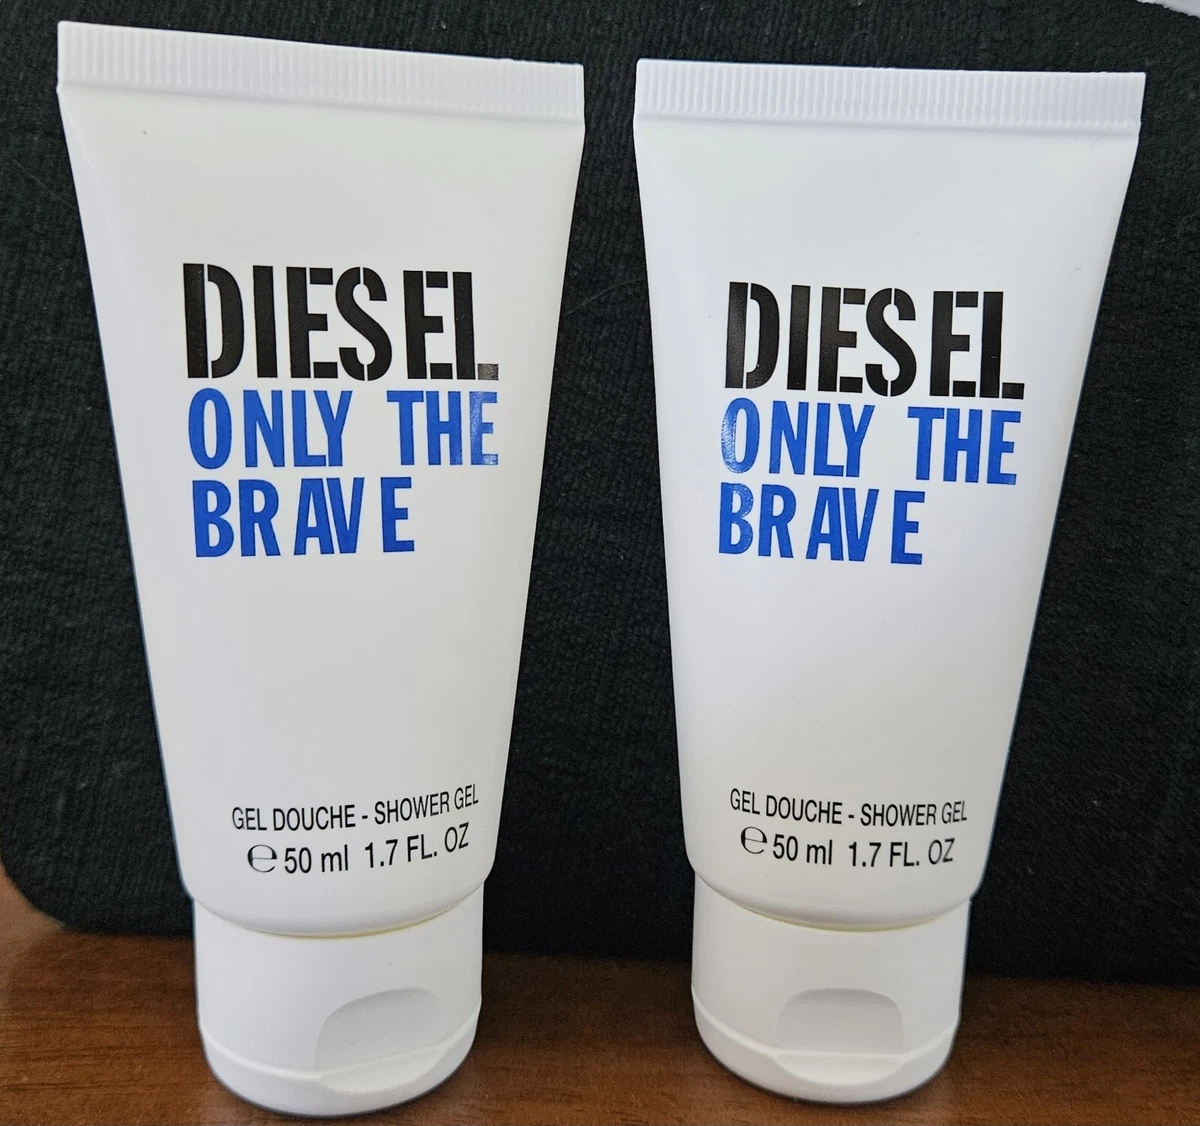 DIESEL
ONLY THE
BRAVE
GEL DOUCHE - SHOWER GEL
℮ 50 ml 1.7 FL. OZ
DIESEL
ONLY THE
BRAVE
GEL DOUCHE - SHOWER GEL
℮ 50 ml 1.7 FL. OZ